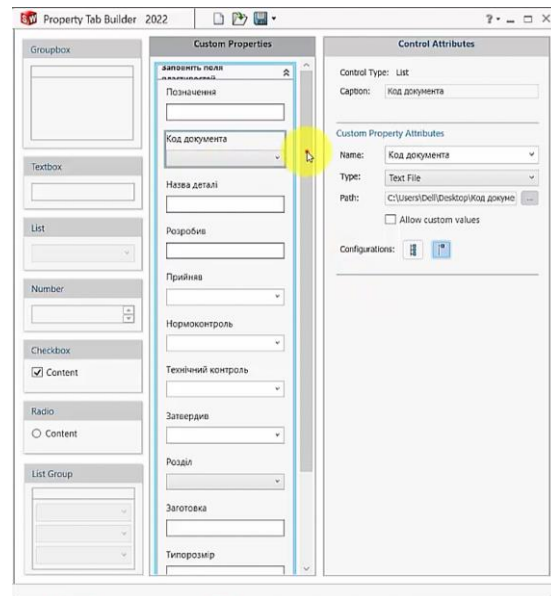 Property Tab Builder 2022
?
Groupbox
Textbox
List
Number
Checkbox
Content
Radio
Content
List Group
Custom Properties
Заповніть поля
властивостей
Позначення
Код документа
Назва деталі
Розробив
Прийняв
Нормоконтроль
Технічний контроль
Затвердив
Розділ
Заготовка
Типорозмір
Control Attributes
Control Type: List
Caption: Код документа
Custom Property Attributes
Name: Код документа
Type: Text File
Path: C:\Users\Dell\Desktop\Код докуме ...
Allow custom values
Configurations: